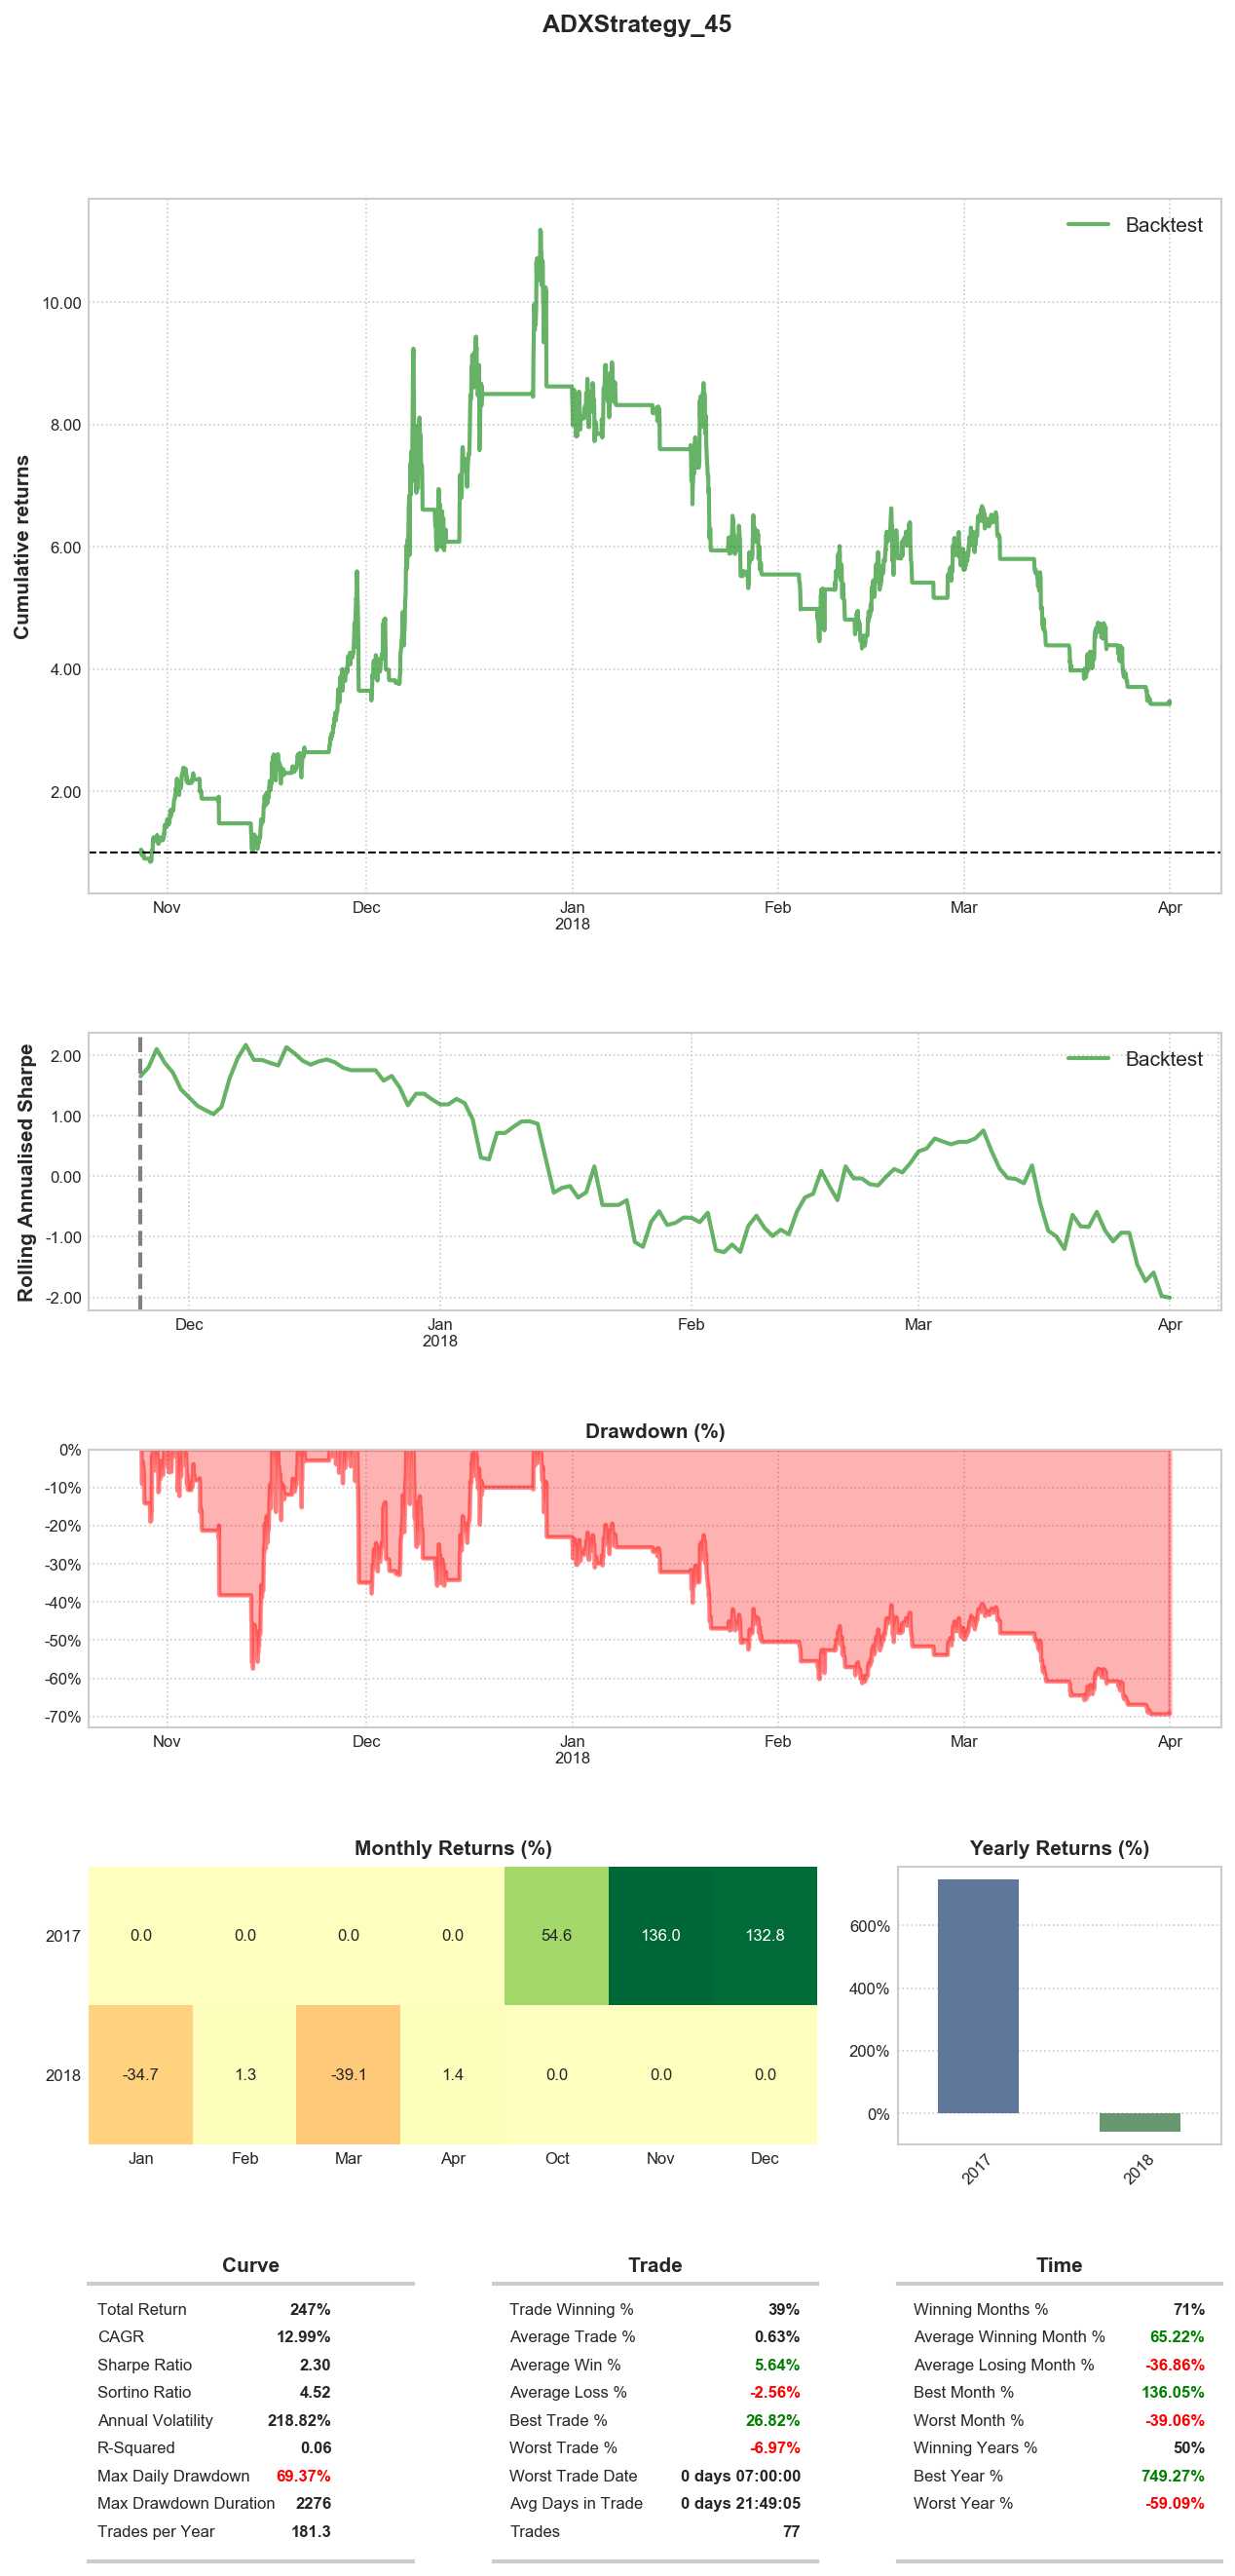 ADXStrategy_45
Backtest
Cumulative returns
10.00
8.00
6.00
4.00
2.00
Nov Dec Jan Feb Mar Apr
2018
Backtest
Rolling Annualised Sharpe
2.00
1.00
0.00
-1.00
-2.00
Dec Jan Feb Mar Apr
2018
Drawdown (%)
0%
-10%
-20%
-30%
-40%
-50%
-60%
-70%
Nov Dec Jan Feb Mar Apr
2018
Monthly Returns (%)
2017 0.0 0.0 0.0 0.0 54.6 136.0 132.8
2018 -34.7 1.3 -39.1 1.4 0.0 0.0 0.0
Jan Feb Mar Apr Oct Nov Dec
Yearly Returns (%)
600%
400%
200%
0%
2017 2018
Curve
Total Return 247%
CAGR 12.99%
Sharpe Ratio 2.30
Sortino Ratio 4.52
Annual Volatility 218.82%
R-Squared 0.06
Max Daily Drawdown 69.37%
Max Drawdown Duration 2276
Trades per Year 181.3
Trade
Trade Winning % 39%
Average Trade % 0.63%
Average Win % 5.64%
Average Loss % -2.56%
Best Trade % 26.82%
Worst Trade % -6.97%
Worst Trade Date 0 days 07:00:00
Avg Days in Trade 0 days 21:49:05
Trades 77
Time
Winning Months % 71%
Average Winning Month % 65.22%
Average Losing Month % -36.86%
Best Month % 136.05%
Worst Month % -39.06%
Winning Years % 50%
Best Year % 749.27%
Worst Year % -59.09%